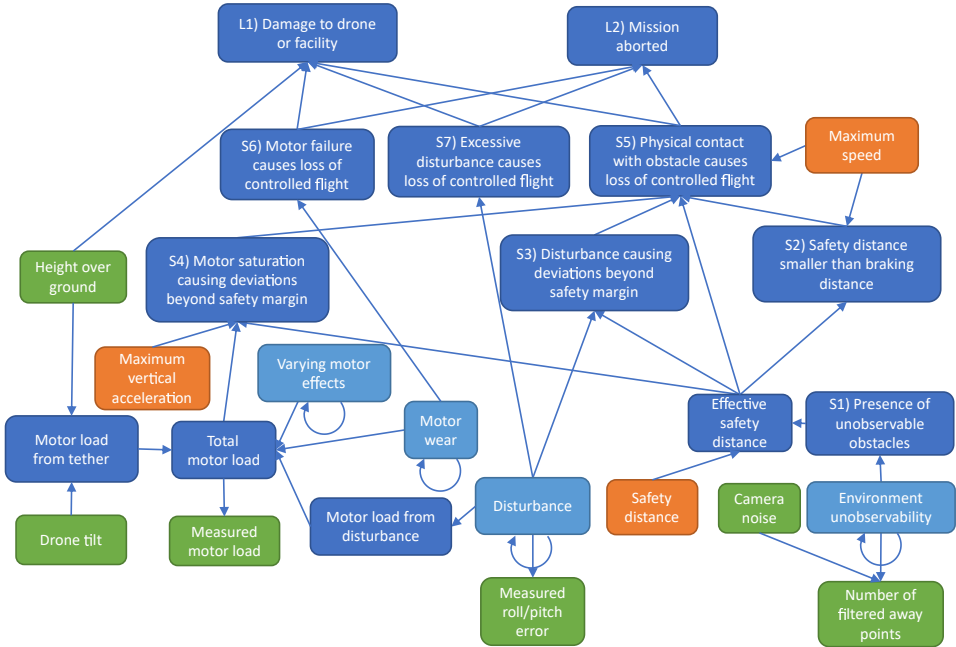 L1) Damage to drone
or facility
L2) Mission
aborted
S6) Motor failure
causes loss of
controlled flight
S7) Excessive
disturbance causes
loss of controlled flight
S5) Physical contact
with obstacle causes
loss of controlled flight
Maximum
speed
Height over
ground
S4) Motor saturation
causing deviations
beyond safety margin
S3) Disturbance causing
deviations beyond
safety margin
S2) Safety distance
smaller than braking
distance
Maximum
vertical
acceleration
Varying motor
effects
Motor
wear
Effective
safety
distance
S1) Presence of
unobservable
obstacles
Motor load
from tether
Total
motor load
Drone tilt
Measured
motor load
Motor load from
disturbance
Disturbance
Safety
distance
Camera
noise
Environment
unobservability
Measured
roll/pitch
error
Number of
filtered away
points